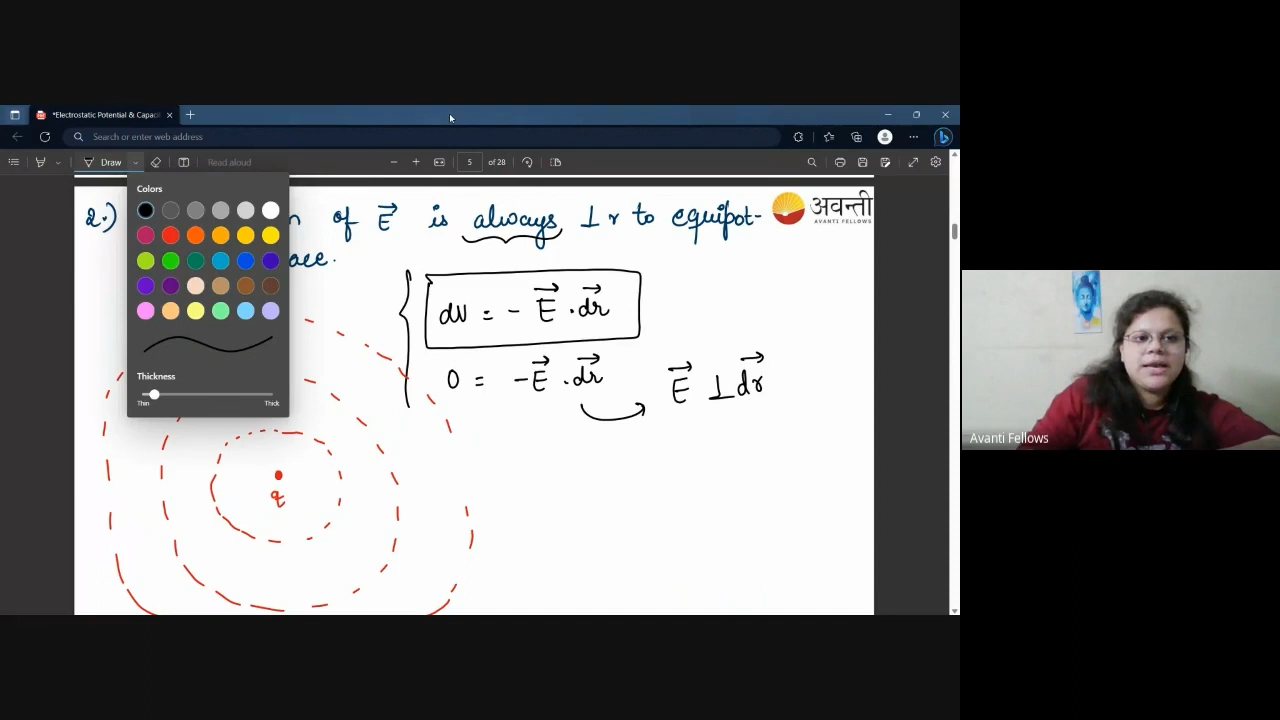 *Electrostatic Potential & Capaci
Search or enter web address
Draw
Read aloud
5 of 28
Colors
Thickness
Thin Thick
2.) n of E⃗ is always ⊥r to equipot-
ace.
अवन्ती
AVANTI FELLOWS
dv = - E⃗ . dr⃗
0 = -E⃗ . dr⃗
E⃗ ⊥ dr⃗
q
Avanti Fellows